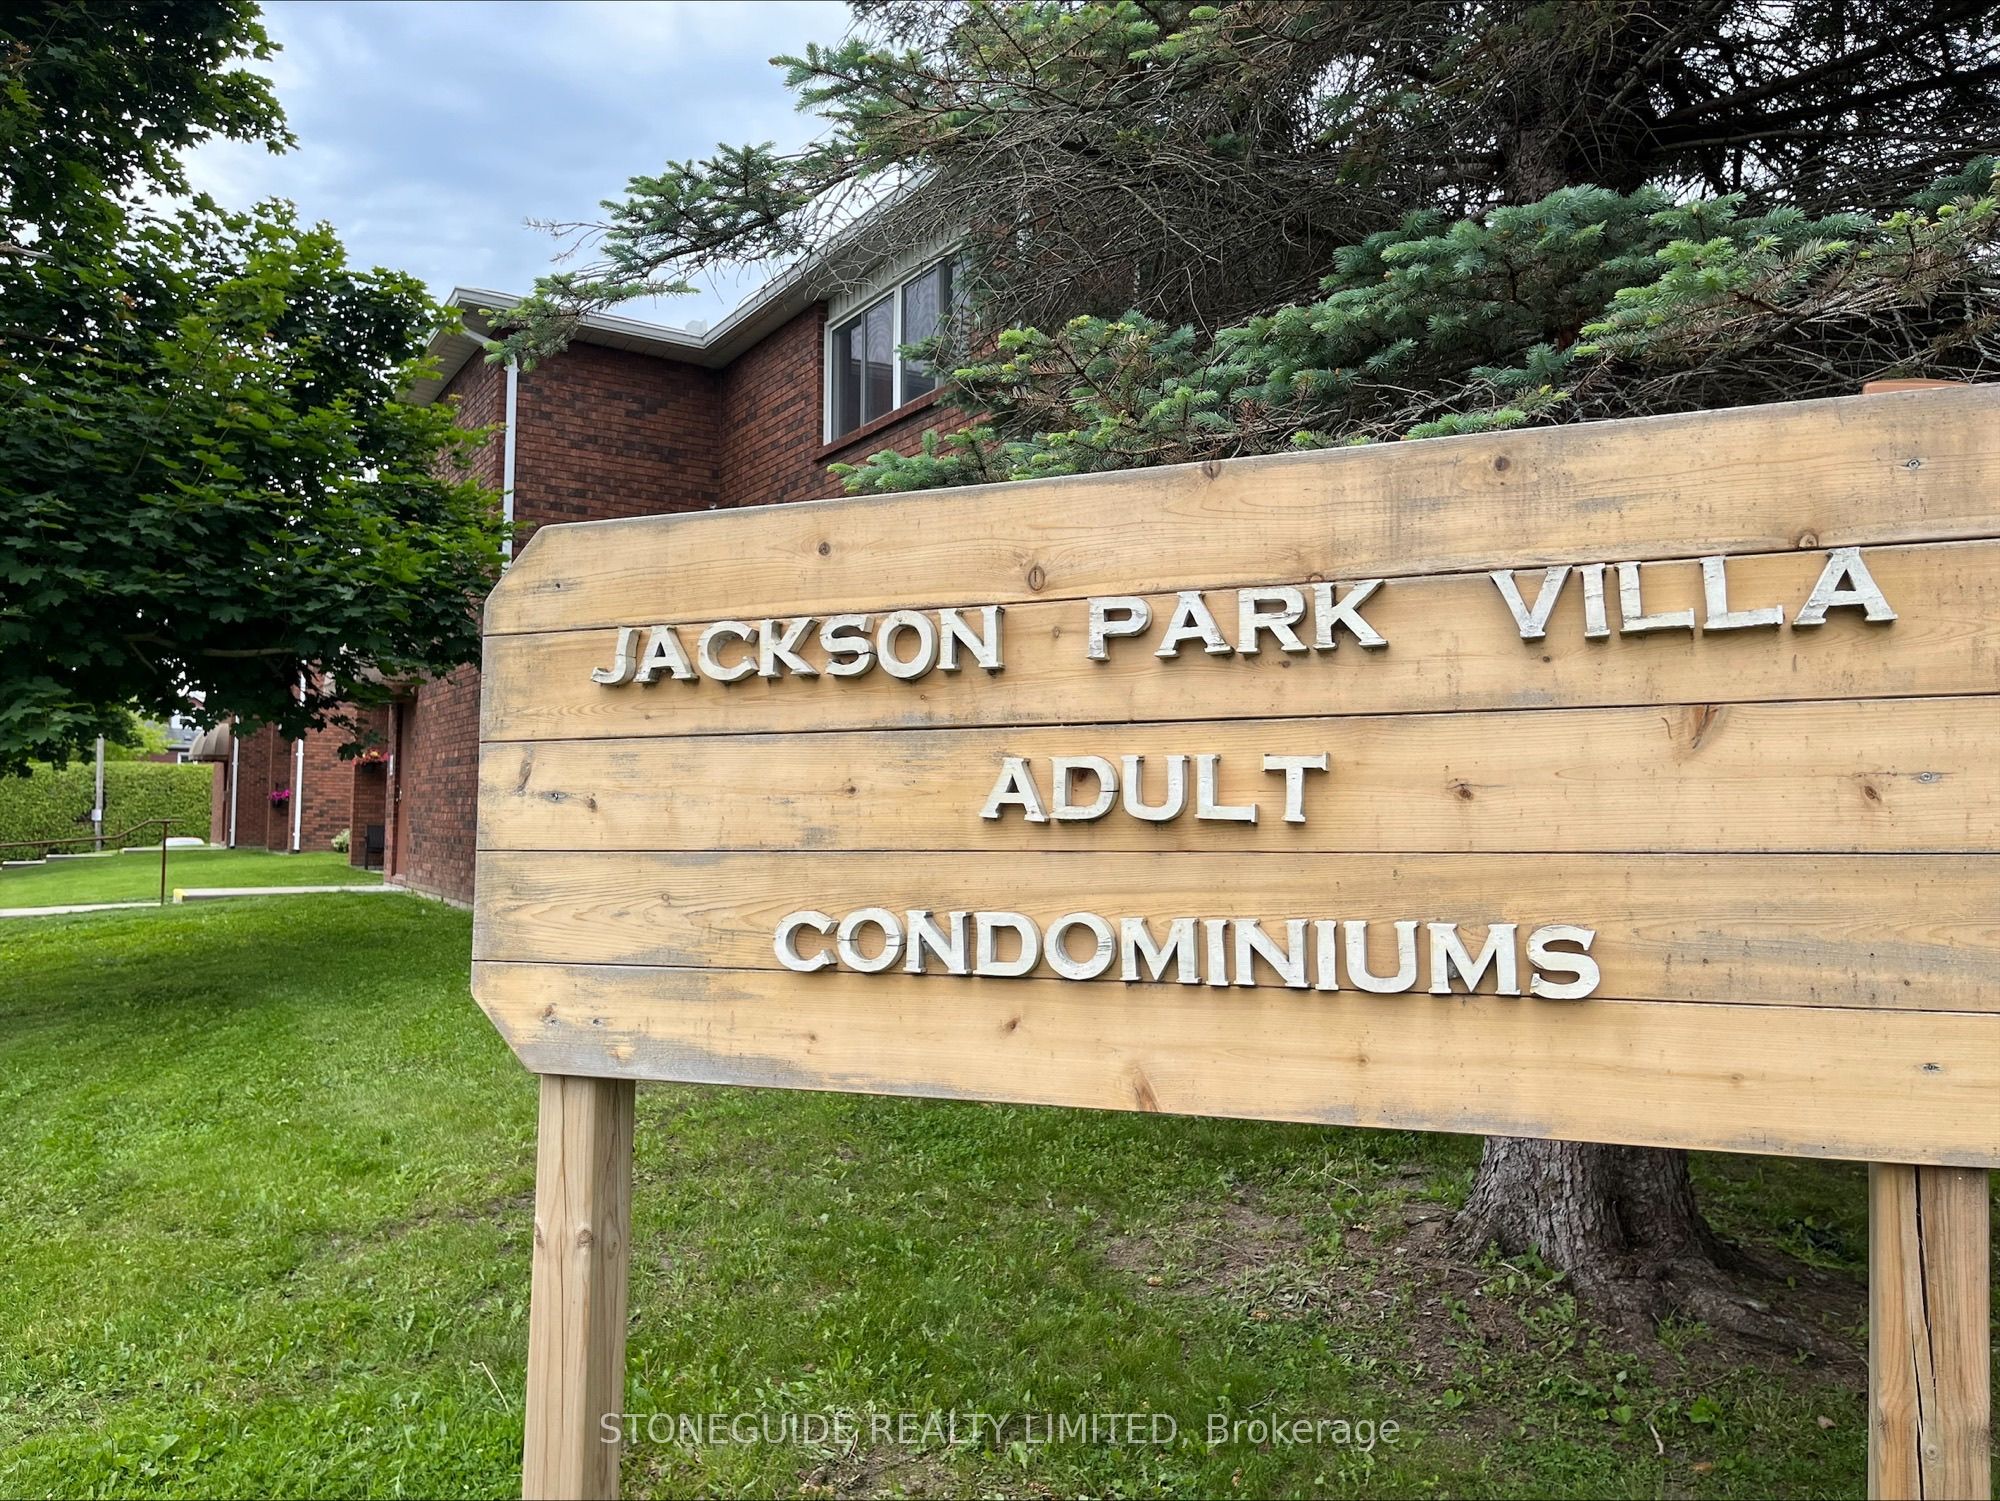 JACKSON PARK VILLA
ADULT
CONDOMINIUMS
STONEGUIDE REALTY LIMITED, Brokerage